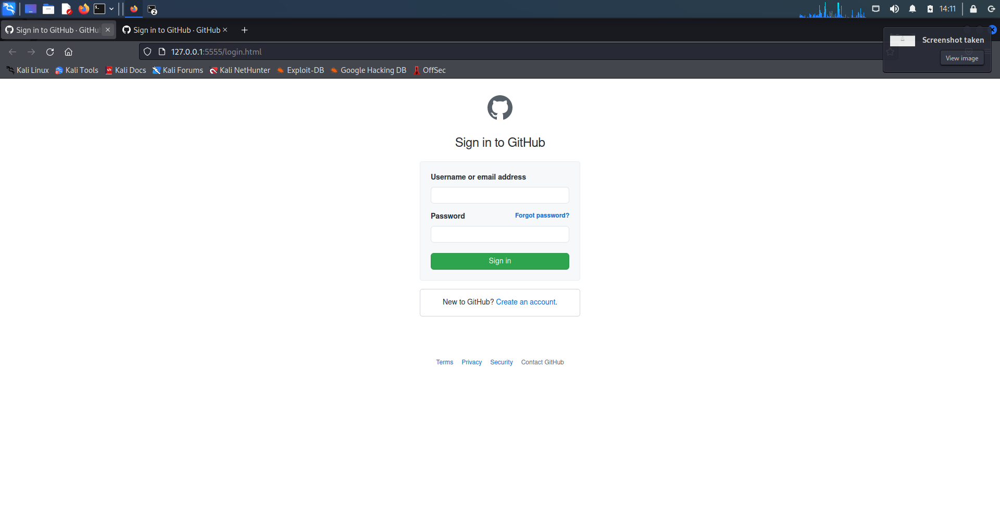 14:11
Sign in to GitHub · GitHu
Sign in to GitHub · GitHub
Screenshot taken
View image
127.0.0.1:5555/login.html
Kali Linux Kali Tools Kali Docs Kali Forums Kali NetHunter Exploit-DB Google Hacking DB OffSec
Sign in to GitHub
Username or email address
Password Forgot password?
Sign in
New to GitHub? Create an account.
Terms Privacy Security Contact GitHub